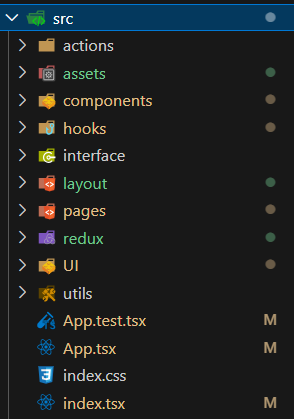 src
actions
assets
components
hooks
interface
layout
pages
redux
UI
utils
App.test.tsx M
App.tsx M
index.css
index.tsx M